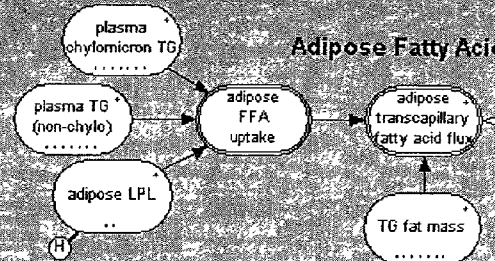 plasma
chylomicron TG
Adipose Fatty Acid
plasma TG
(non-chylo)
adipose
FFA
uptake
adipose
transcapillary
fatty acid flux
adipose LPL
H
TG fat mass